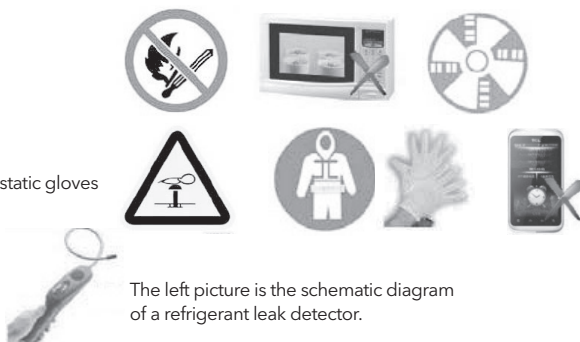 static gloves
The left picture is the schematic diagram
of a refrigerant leak detector.